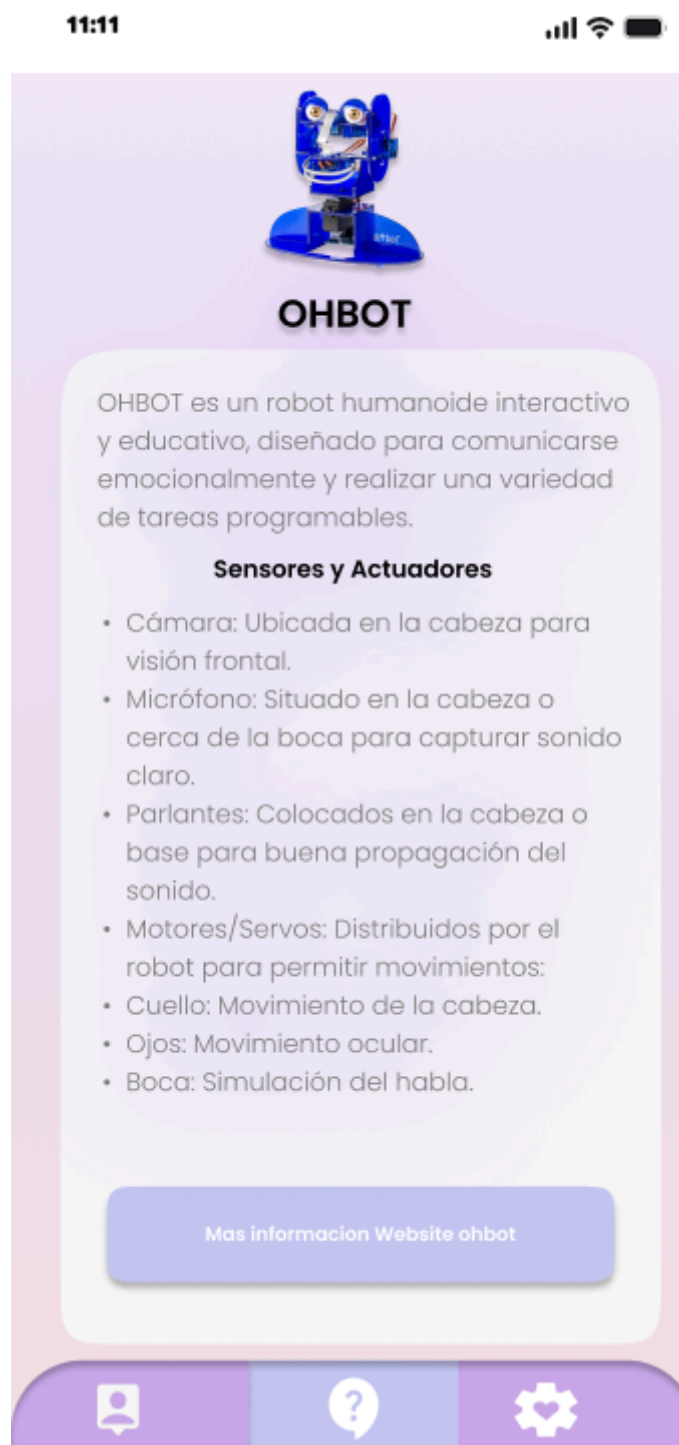 11:11
OHBOT
OHBOT es un robot humanoide interactivo
y educativo, diseñado para comunicarse
emocionalmente y realizar una variedad
de tareas programables.
Sensores y Actuadores
• Cámara: Ubicada en la cabeza para
visión frontal.
• Micrófono: Situado en la cabeza o
cerca de la boca para capturar sonido
claro.
• Parlantes: Colocados en la cabeza o
base para buena propagación del
sonido.
• Motores/Servos: Distribuidos por el
robot para permitir movimientos:
• Cuello: Movimiento de la cabeza.
• Ojos: Movimiento ocular.
• Boca: Simulación del habla.
Mas informacion Website ohbot